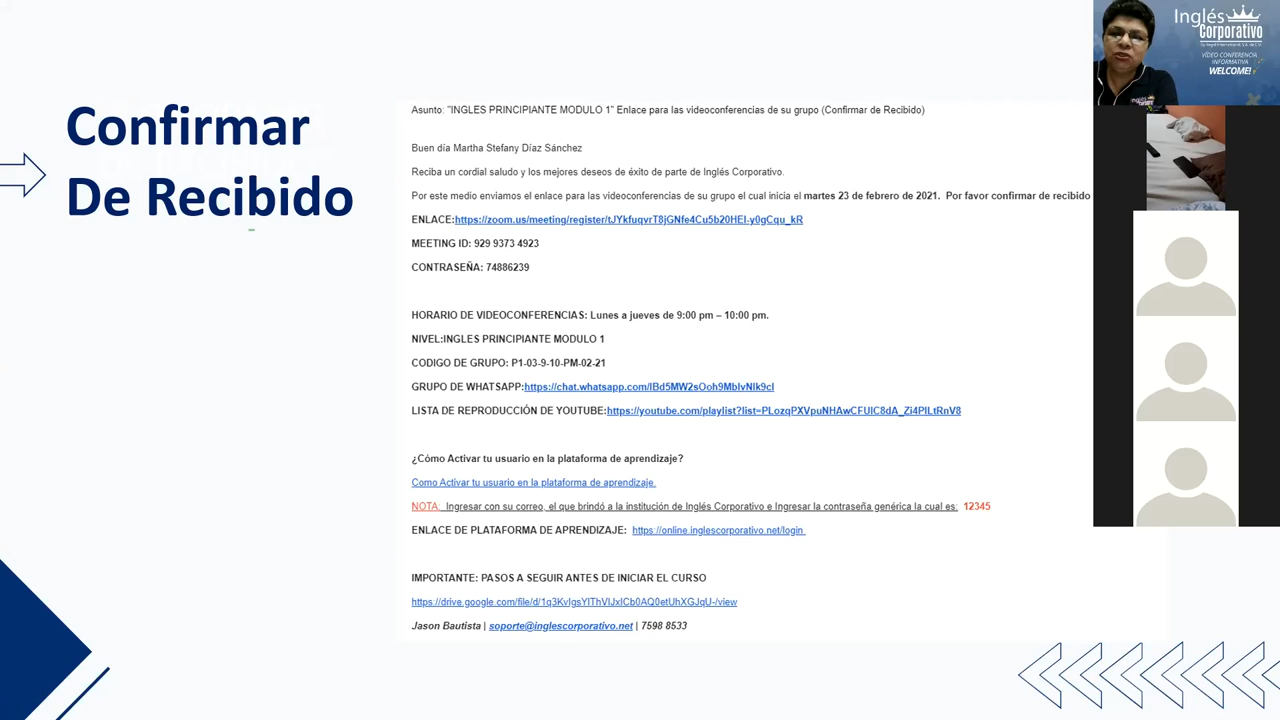 Confirmar
De Recibido
Asunto: "INGLES PRINCIPIANTE MODULO 1" Enlace para las videoconferencias de su grupo (Confirmar de Recibido)
Buen día Martha Stefany Díaz Sánchez
Reciba un cordial saludo y los mejores deseos de éxito de parte de Inglés Corporativo.
Por este medio enviamos el enlace para las videoconferencias de su grupo el cual inicia el martes 23 de febrero de 2021. Por favor confirmar de recibido
ENLACE:https://zoom.us/meeting/register/tJYkfuqvrT8jGNfe4Cu5b20HEI-y0gCqu_kR
MEETING ID: 929 9373 4923
CONTRASEÑA: 74886239
HORARIO DE VIDEOCONFERENCIAS: Lunes a jueves de 9:00 pm – 10:00 pm.
NIVEL:INGLES PRINCIPIANTE MODULO 1
CODIGO DE GRUPO: P1-03-9-10-PM-02-21
GRUPO DE WHATSAPP:https://chat.whatsapp.com/IBd5MW2sOoh9MbIvNIk9cI
LISTA DE REPRODUCCIÓN DE YOUTUBE:https://youtube.com/playlist?list=PLozqPXVpuNHAwCFUIC8dA_Zi4PILtRnV8
¿Cómo Activar tu usuario en la plataforma de aprendizaje?
Como Activar tu usuario en la plataforma de aprendizaje.
NOTA: Ingresar con su correo, el que brindó a la institución de Inglés Corporativo e Ingresar la contraseña genérica la cual es: 12345
ENLACE DE PLATAFORMA DE APRENDIZAJE: https://online.inglescorporativo.net/login
IMPORTANTE: PASOS A SEGUIR ANTES DE INICIAR EL CURSO
https://drive.google.com/file/d/1q3KvIgsYIThVIJxICb0AQ0etUhXGJqU-/view
Jason Bautista | soporte@inglescorporativo.net | 7598 8533
Inglés
Corporativo
VÍDEO CONFERENCIA
INFORMATIVA
WELCOME!